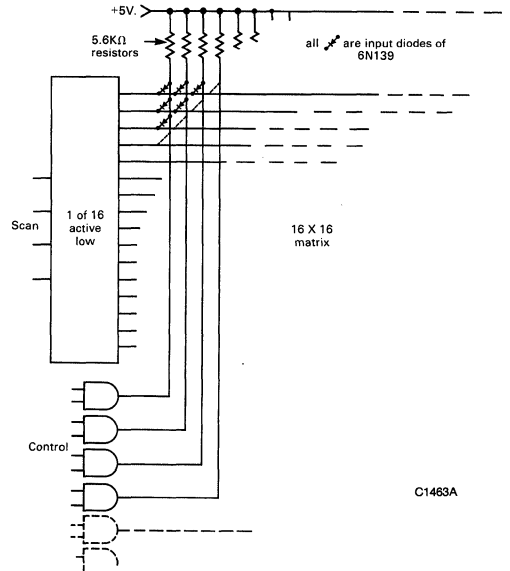 +5V.
5.6KΩ
resistors
all are input diodes of
6N139
1 of 16
active
low
Scan
16 X 16
matrix
Control
C1463A